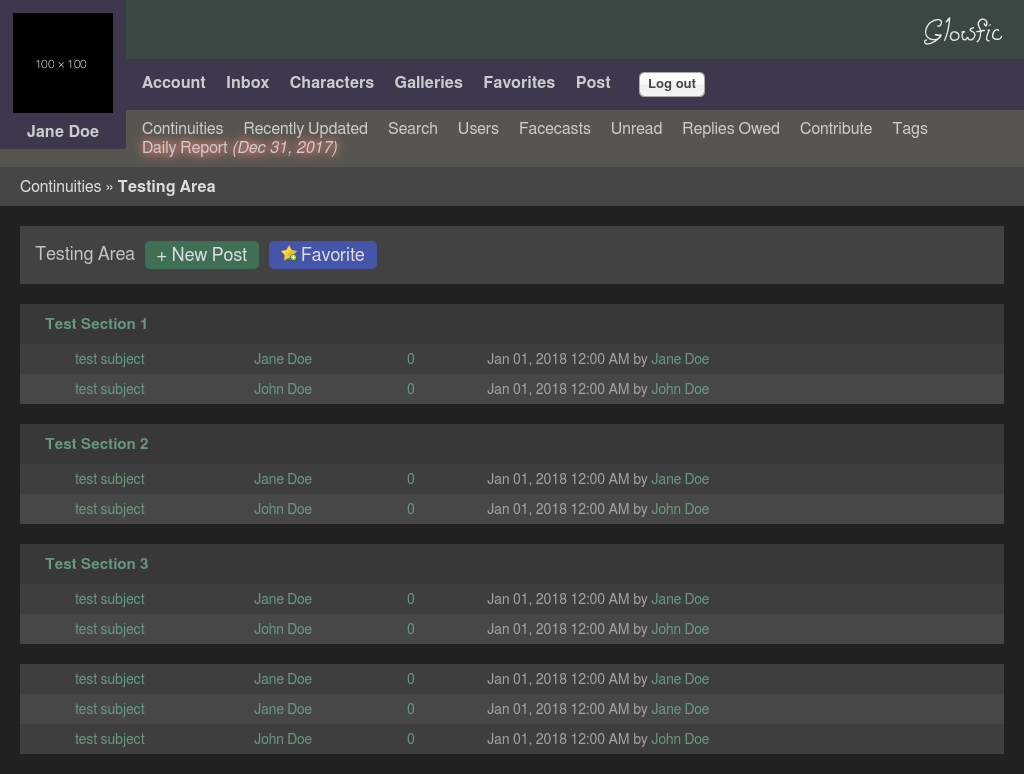 100 × 100
Jane Doe
Glowfic
Account Inbox Characters Galleries Favorites Post Log out
Continuities Recently Updated Search Users Facecasts Unread Replies Owed Contribute Tags
Daily Report (Dec 31, 2017)
Continuities » Testing Area
Testing Area + New Post Favorite
Test Section 1
test subject Jane Doe 0 Jan 01, 2018 12:00 AM by Jane Doe
test subject John Doe 0 Jan 01, 2018 12:00 AM by John Doe
Test Section 2
test subject Jane Doe 0 Jan 01, 2018 12:00 AM by Jane Doe
test subject John Doe 0 Jan 01, 2018 12:00 AM by John Doe
Test Section 3
test subject Jane Doe 0 Jan 01, 2018 12:00 AM by Jane Doe
test subject John Doe 0 Jan 01, 2018 12:00 AM by John Doe
test subject Jane Doe 0 Jan 01, 2018 12:00 AM by Jane Doe
test subject Jane Doe 0 Jan 01, 2018 12:00 AM by Jane Doe
test subject John Doe 0 Jan 01, 2018 12:00 AM by John Doe